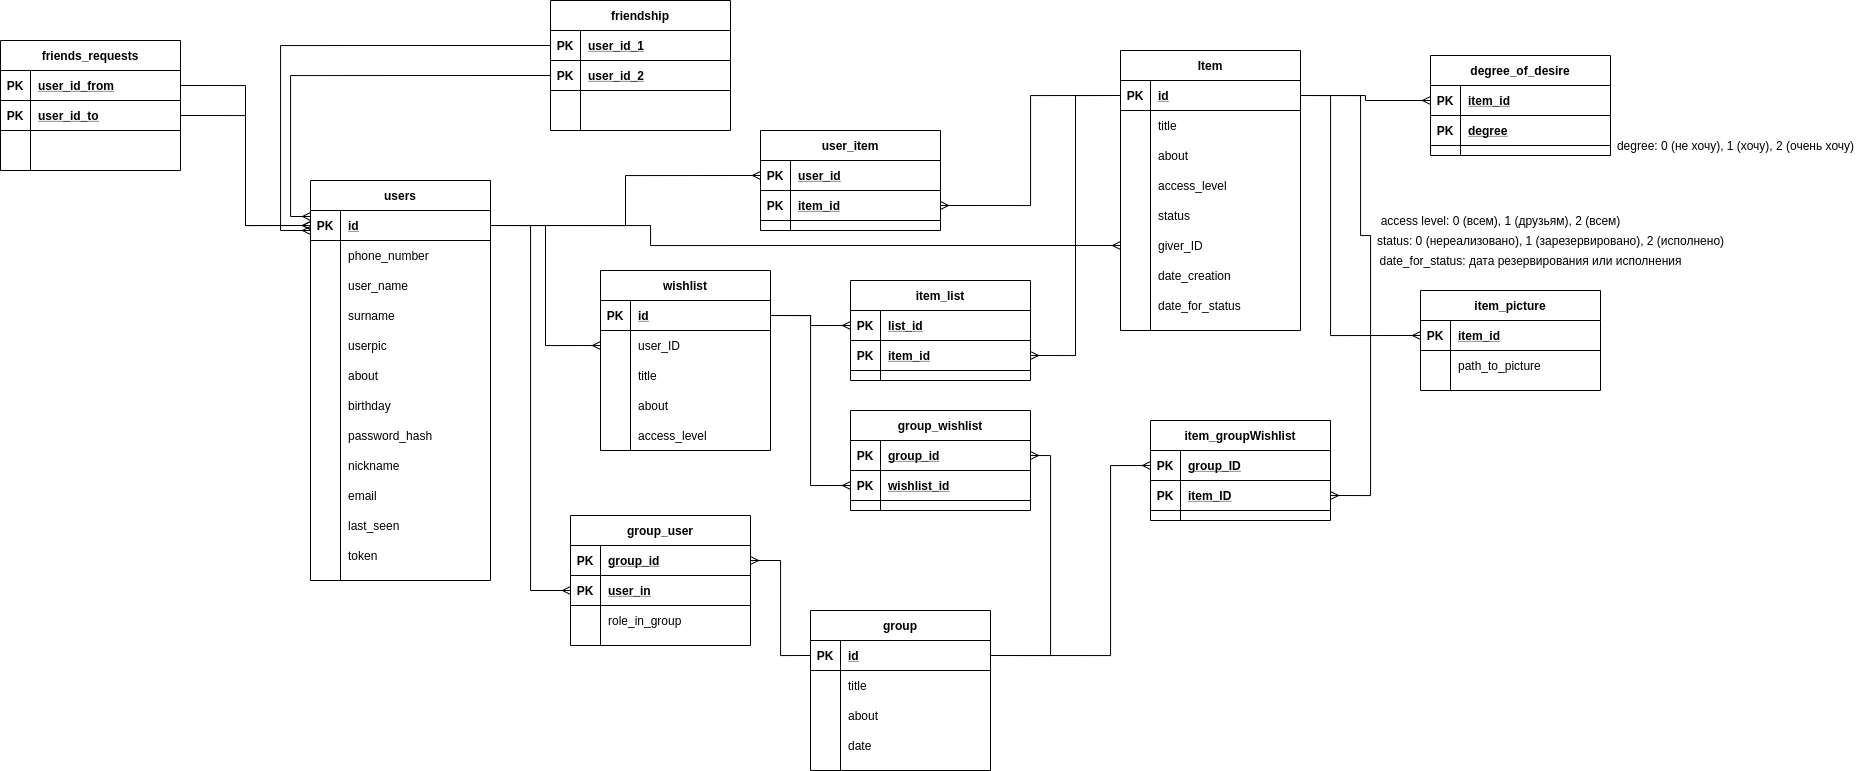 friends_requests
PK user_id_from
PK user_id_to
friendship
PK user_id_1
PK user_id_2
users
PK id
phone_number
user_name
surname
userpic
about
birthday
password_hash
nickname
email
last_seen
token
user_item
PK user_id
PK item_id
wishlist
PK id
user_ID
title
about
access_level
item_list
PK list_id
PK item_id
group_wishlist
PK group_id
PK wishlist_id
group_user
PK group_id
PK user_in
role_in_group
group
PK id
title
about
date
Item
PK id
title
about
access_level
status
giver_ID
date_creation
date_for_status
degree_of_desire
PK item_id
PK degree
degree: 0 (не хочу), 1 (хочу), 2 (очень хочу)
access level: 0 (всем), 1 (друзьям), 2 (всем)
status: 0 (нереализовано), 1 (зарезервировано), 2 (исполнено)
date_for_status: дата резервирования или исполнения
item_picture
PK item_id
path_to_picture
item_groupWishlist
PK group_ID
PK item_ID